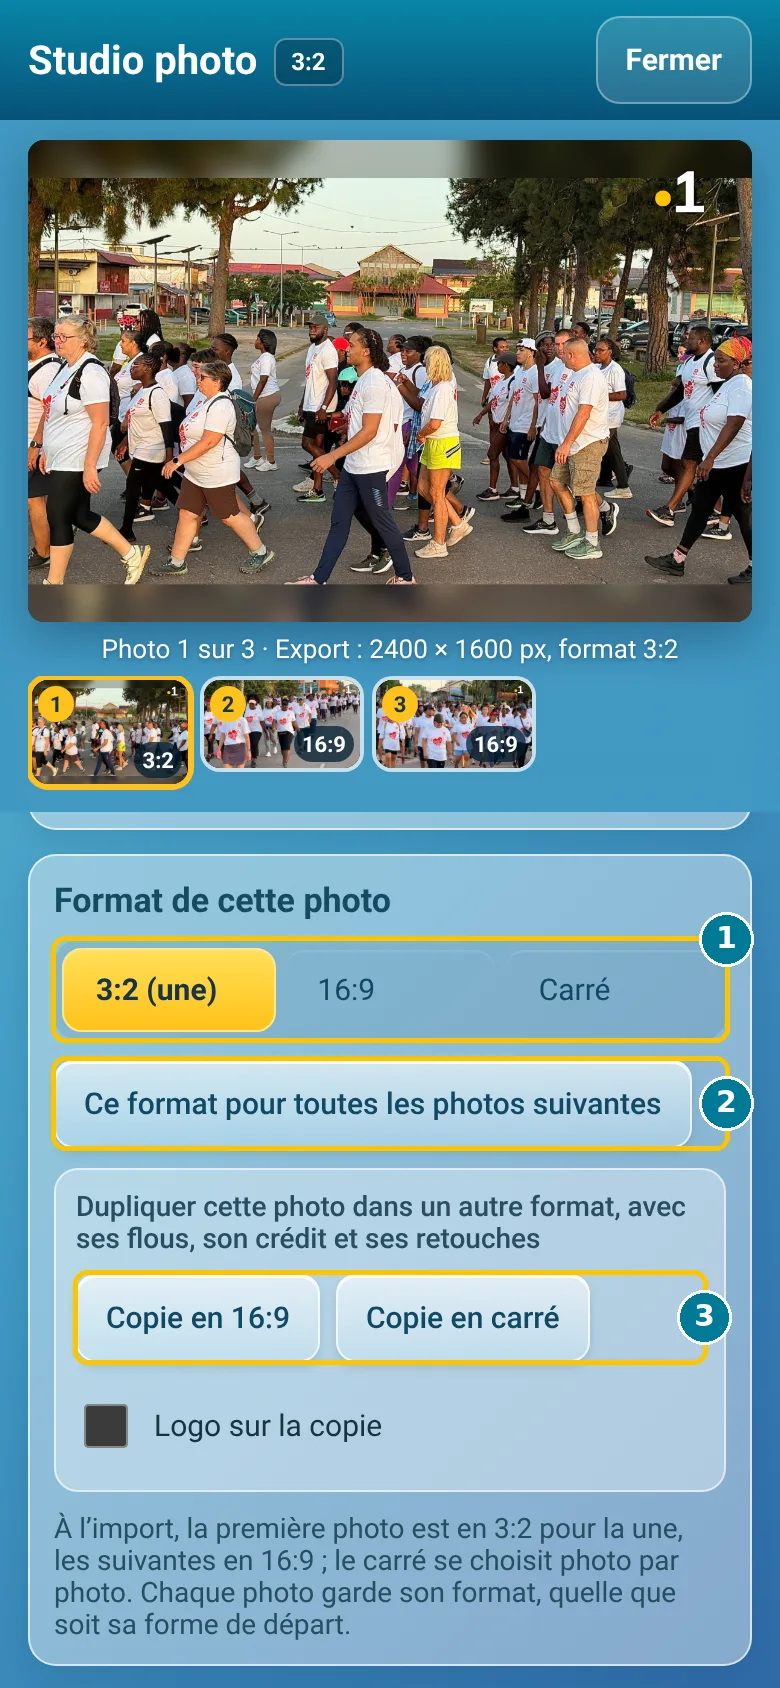 Studio photo
3:2
Fermer
1
Photo 1 sur 3 · Export : 2400 × 1600 px, format 3:2
1
1
3:2
2
16:9
3
1
16:9
Format de cette photo
1
3:2 (une)
16:9
Carré
Ce format pour toutes les photos suivantes
2
Dupliquer cette photo dans un autre format, avec
ses flous, son crédit et ses retouches
Copie en 16:9
Copie en carré
3
Logo sur la copie
À l’import, la première photo est en 3:2 pour la une,
les suivantes en 16:9 ; le carré se choisit photo par
photo. Chaque photo garde son format, quelle que
soit sa forme de départ.